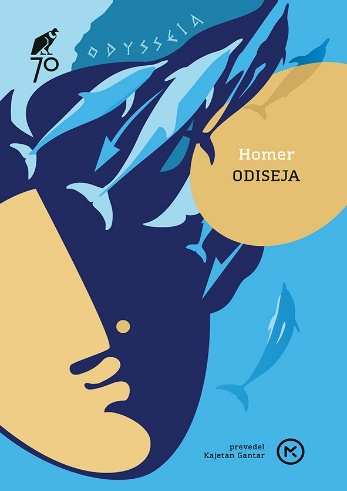 ODYSSEIA
70
Homer
ODISEJA
prevedel
Kajetan Gantar